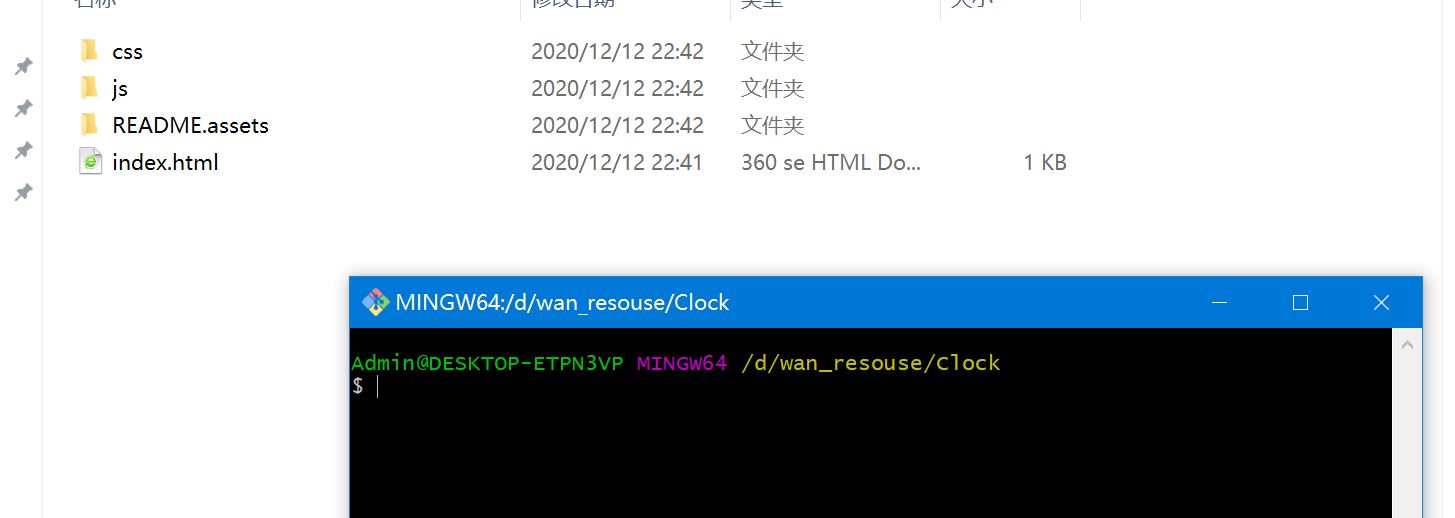 名称 修改日期 类型 大小
css 2020/12/12 22:42 文件夹
js 2020/12/12 22:42 文件夹
README.assets 2020/12/12 22:42 文件夹
index.html 2020/12/12 22:41 360 se HTML Do... 1 KB
MINGW64:/d/wan_resouse/Clock
Admin@DESKTOP-ETPN3VP MINGW64 /d/wan_resouse/Clock
$